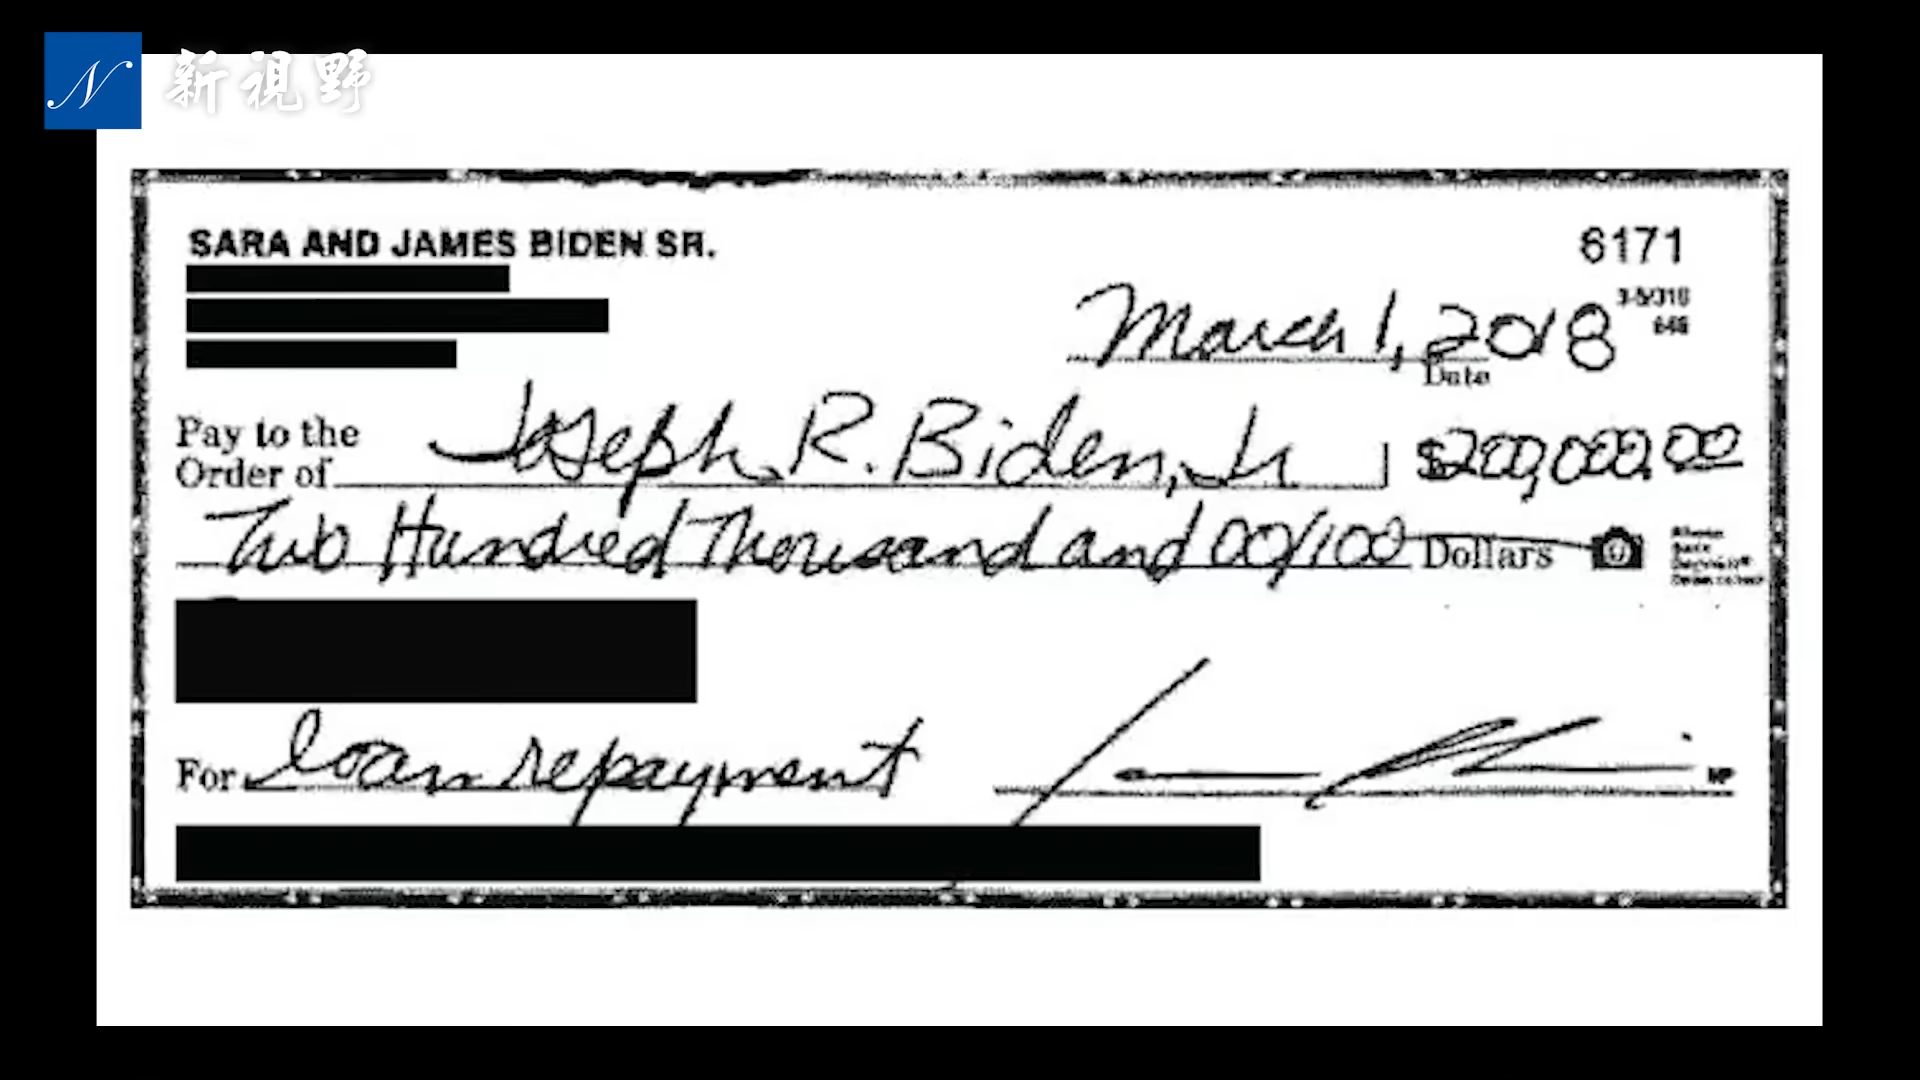 N 新視野
SARA AND JAMES BIDEN SR.
6171
March 1, 2018
Date
Pay to the
Order of Joseph R. Biden, Jr $200,000.00
Two Hundred Thousand and 00/100 Dollars
For loan repayment
MP